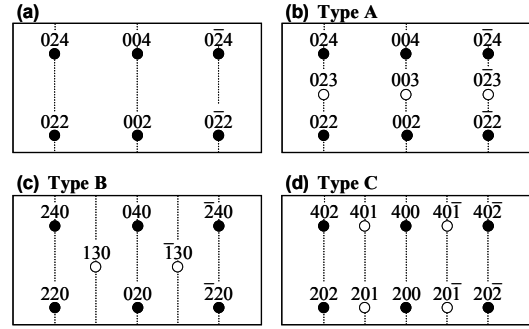 (a)
024 004 02̄4
022 002 02̄2
(b) Type A
024 004 02̄4
023 003 02̄3
022 002 02̄2
(c) Type B
240 040 2̄40
130 1̄30
220 020 2̄20
(d) Type C
402 401 400 401̄ 402̄
202 201 200 201̄ 202̄